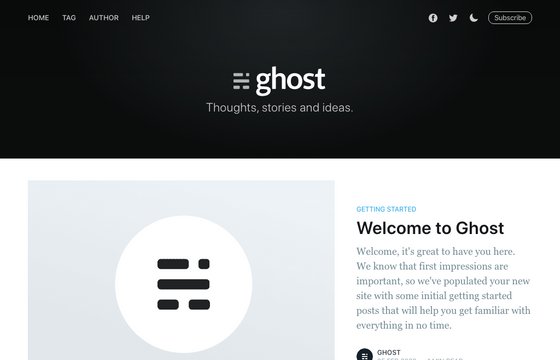 HOME TAG AUTHOR HELP Subscribe
ghost
Thoughts, stories and ideas.
GETTING STARTED
Welcome to Ghost
Welcome, it's great to have you here.
We know that first impressions are
important, so we've populated your new
site with some initial getting started
posts that will help you get familiar with
everything in no time.
GHOST